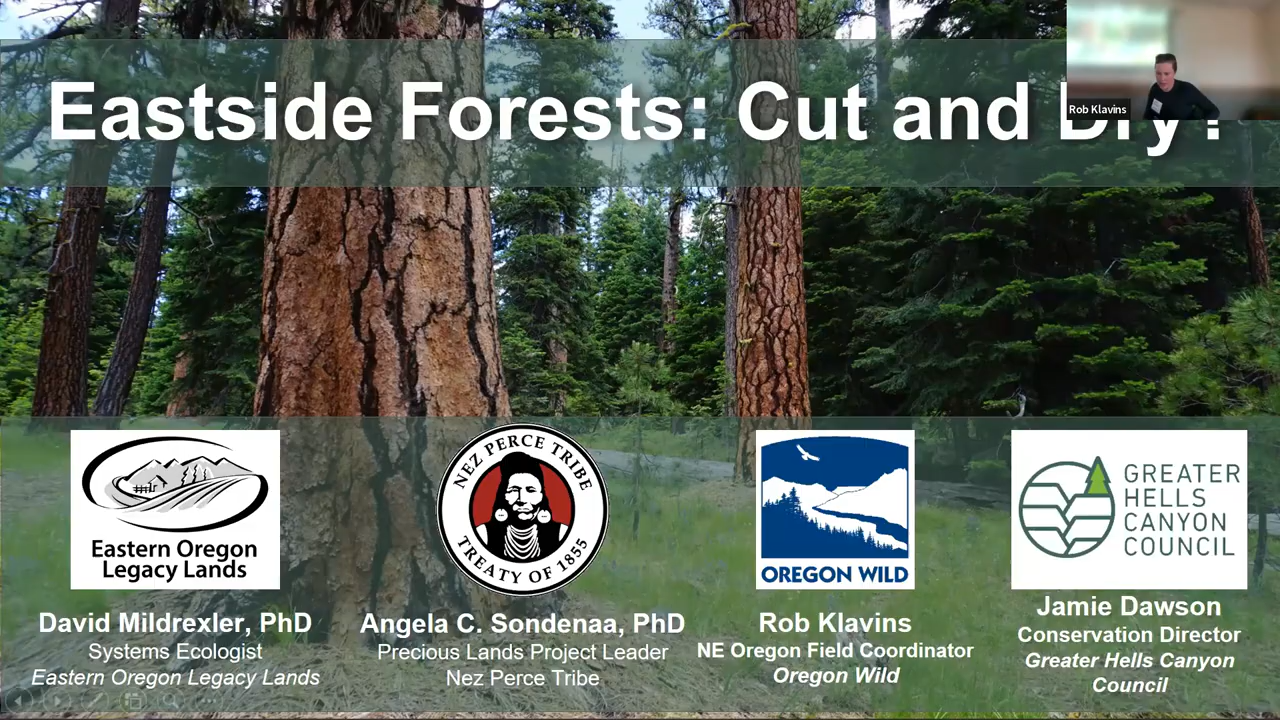 Eastside Forests: Cut and Dry?
Rob Klavins
Eastern Oregon
Legacy Lands
NEZ PERCE TRIBE
TREATY OF 1855
OREGON WILD
GREATER
HELLS
CANYON
COUNCIL
David Mildrexler, PhD
Systems Ecologist
Eastern Oregon Legacy Lands
Angela C. Sondenaa, PhD
Precious Lands Project Leader
Nez Perce Tribe
Rob Klavins
NE Oregon Field Coordinator
Oregon Wild
Jamie Dawson
Conservation Director
Greater Hells Canyon
Council